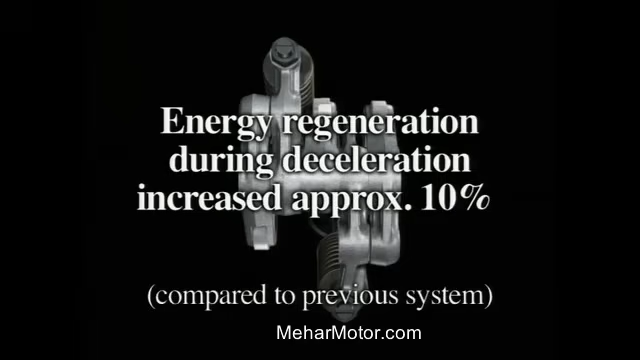 Energy regeneration
during deceleration
increased approx. 10%
(compared to previous system)
MeharMotor.com